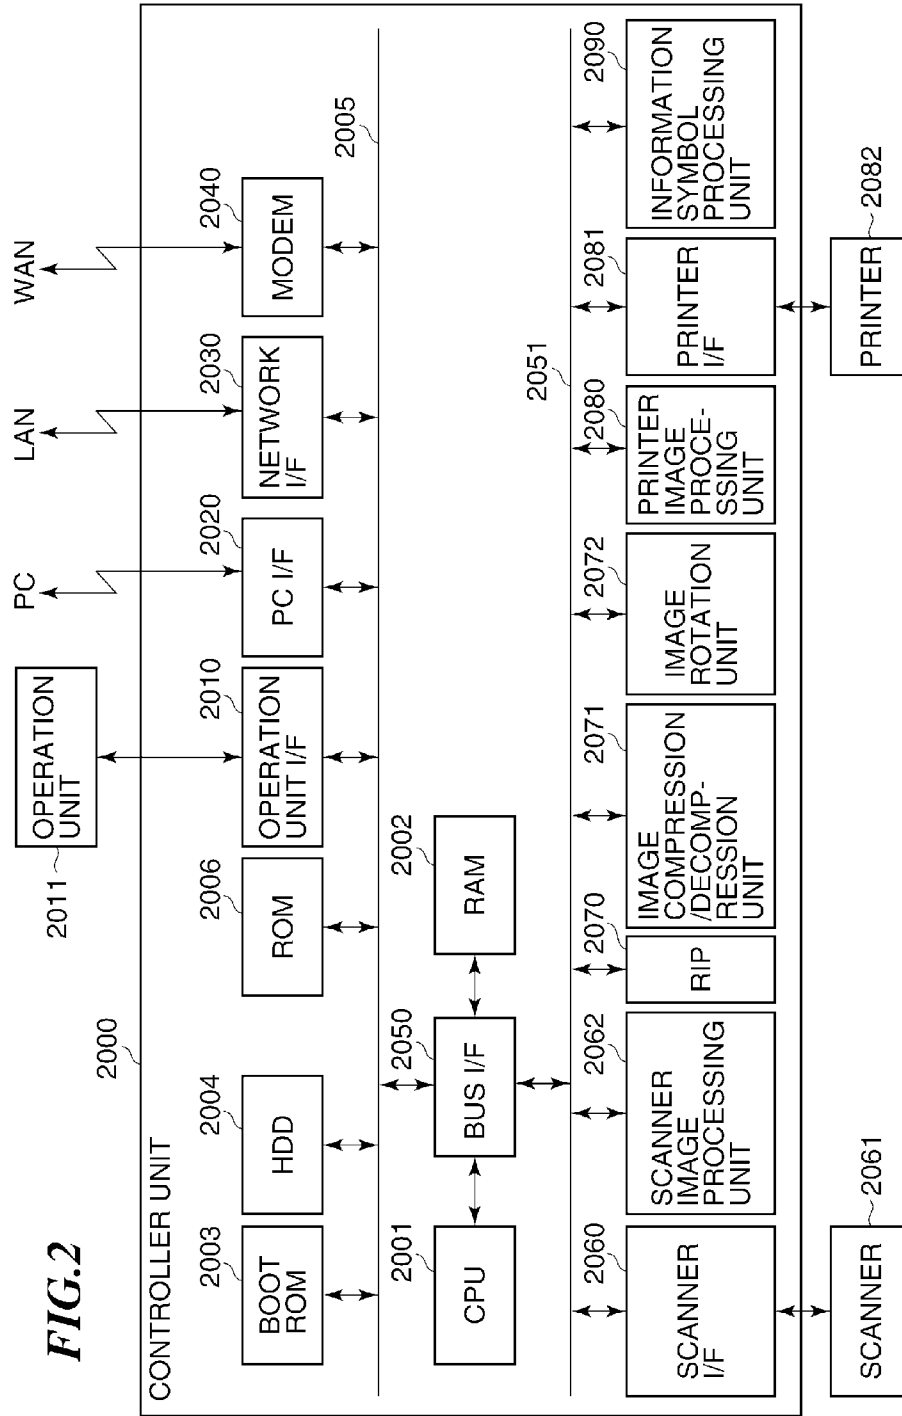 FIG.2
CONTROLLER UNIT
2000
OPERATION
UNIT
2011
PC
LAN
WAN
2003
BOOT
ROM
2004
HDD
2006
ROM
2010
OPERATION
UNIT I/F
2020
PC I/F
2030
NETWORK
I/F
2040
MODEM
2005
2001
CPU
2050
BUS I/F
2002
RAM
2051
2060
SCANNER
I/F
2062
SCANNER
IMAGE
PROCESSING
UNIT
2070
RIP
2071
IMAGE
COMPRESSION
/DECOMP-
RESSION
UNIT
2072
IMAGE
ROTATION
UNIT
2080
PRINTER
IMAGE
PROCE-
SSING
UNIT
2081
PRINTER
I/F
2090
INFORMATION
SYMBOL
PROCESSING
UNIT
SCANNER
2061
PRINTER
2082